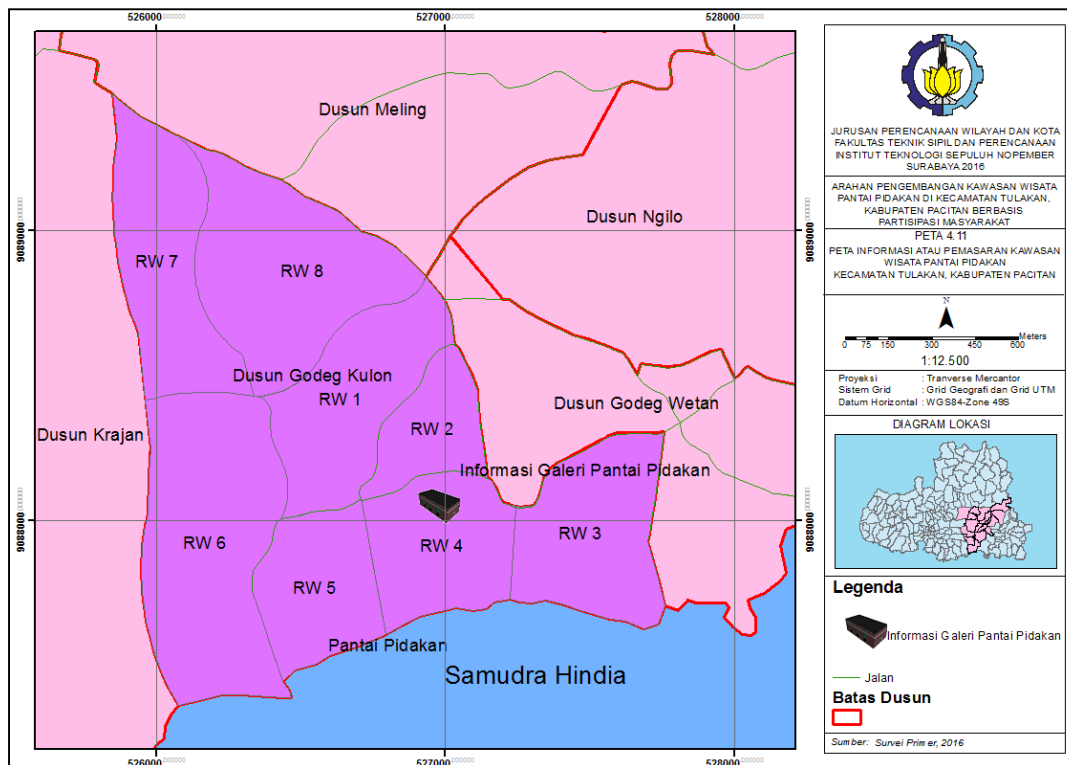 526000
527000
528000
9089000
9088000
Dusun Meling
Dusun Ngilo
RW 7
RW 8
Dusun Godeg Kulon
RW 1
RW 2
Dusun Godeg Wetan
Dusun Krajan
Informasi Galeri Pantai Pidakan
RW 6
RW 4
RW 3
RW 5
Pantai Pidakan
Samudra Hindia
9089000
9088000
526000
527000
528000
JURUSAN PERENCANAAN WILAYAH DAN KOTA
FAKULTAS TEKNIK SIPIL DAN PERENCANAAN
INSTITUT TEKNOLOGI SEPULUH NOPEMBER
SURABAYA 2016
ARAHAN PENGEMBANGAN KAWASAN WISATA
PANTAI PIDAKAN DI KECAMATAN TULAKAN,
KABUPATEN PACITAN BERBASIS
PARTISIPASI MASYARAKAT
PETA 4.11
PETA INFORMASI ATAU PEMASARAN KAWASAN
WISATA PANTAI PIDAKAN
KECAMATAN TULAKAN, KABUPATEN PACITAN
N
Meters
0 75 150 300 450 600
1:12.500
Proyeksi : Tranverse Mercantor
Sistem Grid : Grid Geografi dan Grid UTM
Datum Horizontal : WGS84-Zone 49S
DIAGRAM LOKASI
Legenda
Informasi Galeri Pantai Pidakan
Jalan
Batas Dusun
Sumber: Survei Primer, 2016